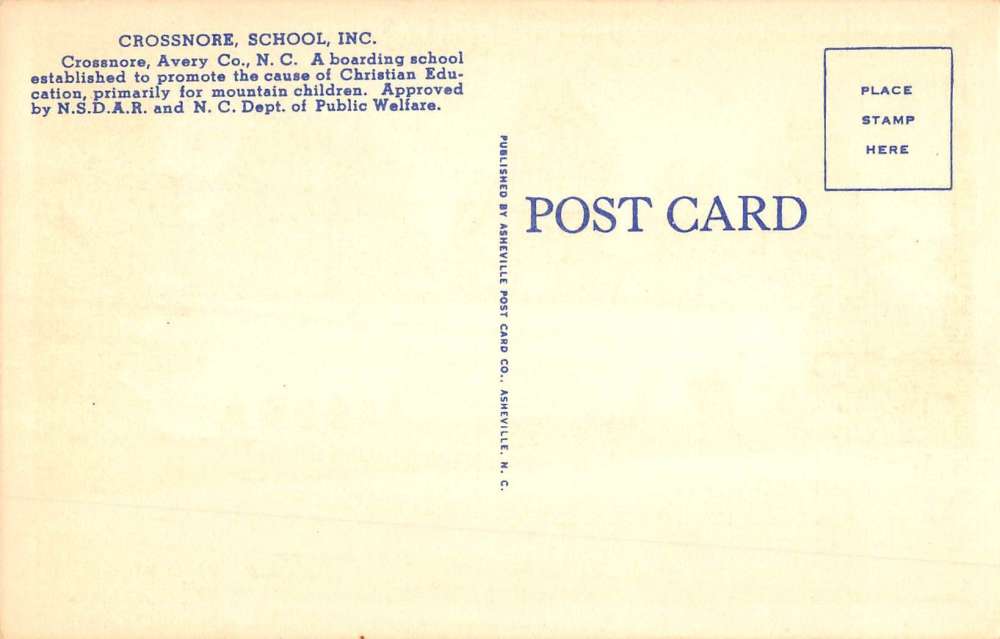 CROSSNORE, SCHOOL, INC.
Crossnore, Avery Co., N. C. A boarding school
established to promote the cause of Christian Edu-
cation, primarily for mountain children. Approved
by N.S.D.A.R. and N. C. Dept. of Public Welfare.
PUBLISHED BY ASHEVILLE POST CARD CO., ASHEVILLE, N. C.
POST CARD
PLACE
STAMP
HERE